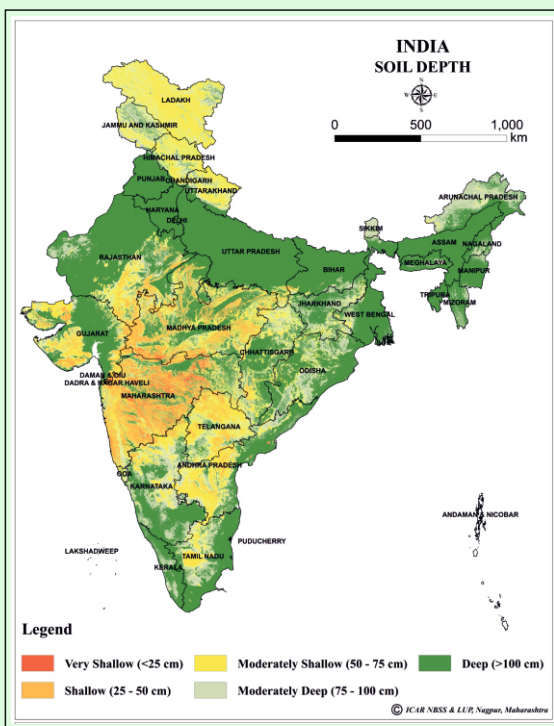 INDIA
SOIL DEPTH
N
W E
S
0 500 1,000
km
LADAKH
JAMMU AND KASHMIR
HIMACHAL PRADESH
PUNJAB
CHANDIGARH
UTTARAKHAND
HARYANA
DELHI
ARUNACHAL PRADESH
SIKKIM
RAJASTHAN
UTTAR PRADESH
ASSAM
NAGALAND
BIHAR
MEGHALAYA
MANIPUR
TRIPURA
MIZORAM
JHARKHAND
WEST BENGAL
GUJARAT
MADHYA PRADESH
CHHATTISGARH
ODISHA
DAMAN & DIU
DADRA & NAGAR HAVELI
MAHARASHTRA
TELANGANA
GOA
ANDHRA PRADESH
KARNATAKA
ANDAMAN & NICOBAR
PUDUCHERRY
LAKSHADWEEP
KERALA
TAMIL NADU
Legend
Very Shallow (<25 cm) Moderately Shallow (50 - 75 cm) Deep (>100 cm)
Shallow (25 - 50 cm) Moderately Deep (75 - 100 cm)
© ICAR NBSS & LUP, Nagpur, Maharashtra